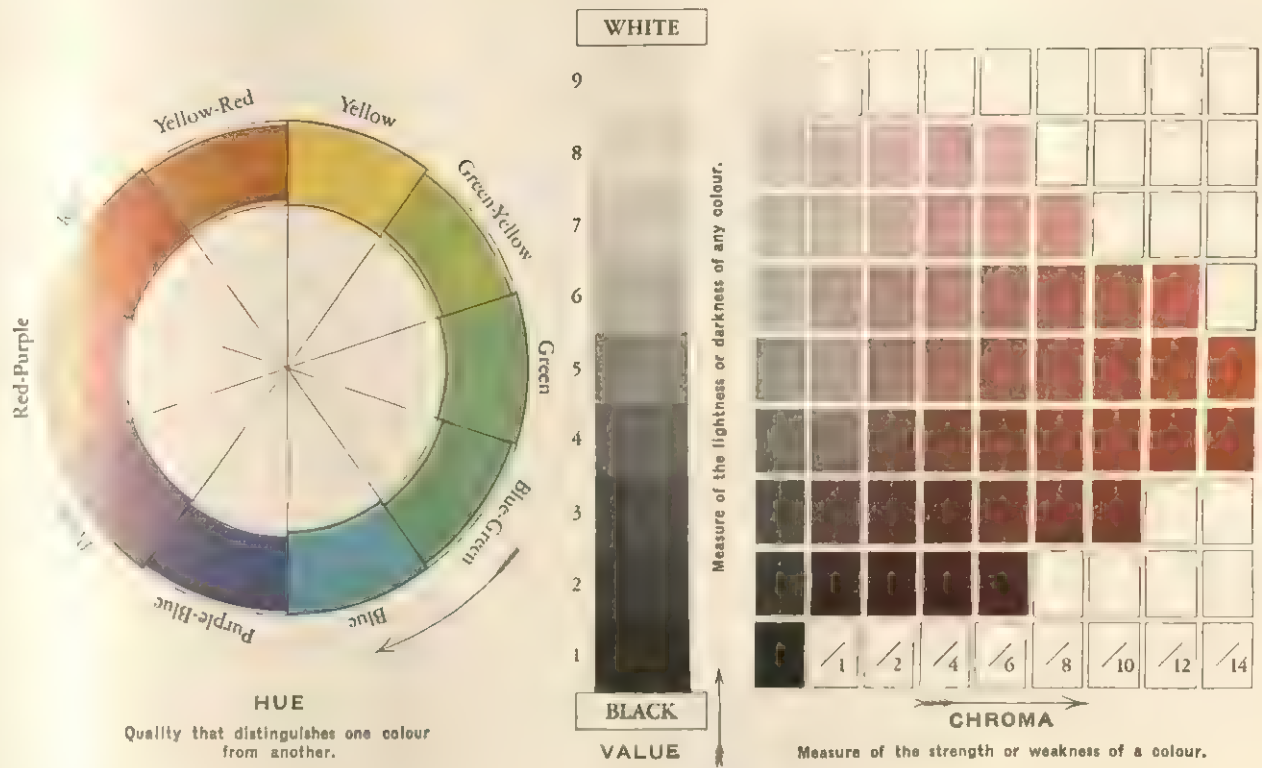 WHITE
9
8
7
6
5
4
3
2
1
BLACK
VALUE
Measure of the lightness or darkness of any colour.
Yellow-Red
Yellow
Green-Yellow
Green
Blue-Green
Blue
Purple-Blue
Red-Purple
HUE
Quality that distinguishes one colour
from another.
/1 /2 /4 /6 /8 /10 /12 /14
CHROMA
Measure of the strength or weakness of a colour.